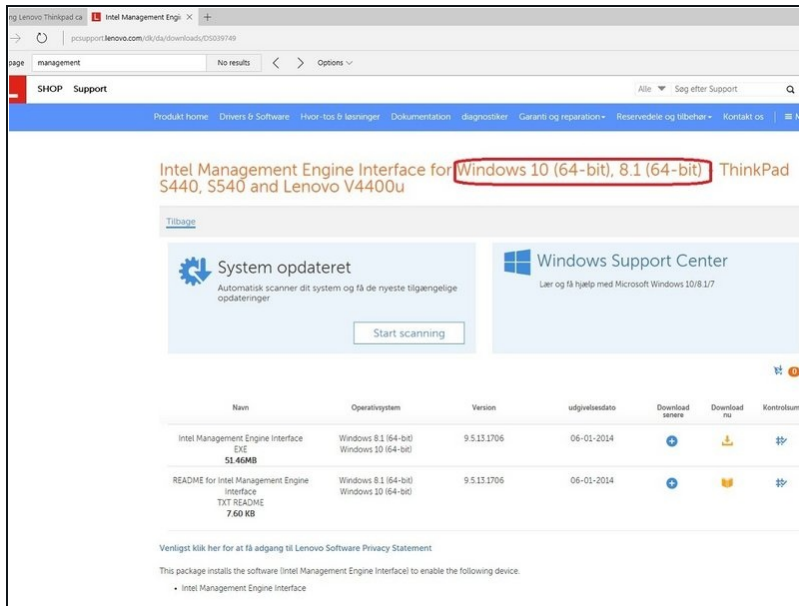 ng Lenovo Thinkpad ca
L Intel Management Engi
pcsupport.lenovo.com/dk/da/downloads/DS039749
page management No results Options
SHOP Support Alle Søg efter Support
Produkt home Drivers & Software Hvor-tos & løsninger Dokumentation diagnostiker Garanti og reparation Reservedele og tilbehør Kontakt os M
Intel Management Engine Interface for Windows 10 (64-bit), 8.1 (64-bit) - ThinkPad
S440, S540 and Lenovo V4400u
Tilbage
System opdateret
Automatisk scanner dit system og få de nyeste tilgængelige
opdateringer
Start scanning
Windows Support Center
Lær og få hjælp med Microsoft Windows 10/8.1/7
0
Navn Operativsystem Version udgivelsesdato Download senere Download nu Kontrolsum
Intel Management Engine Interface
EXE
51.46MB
Windows 8.1 (64-bit)
Windows 10 (64-bit)
9.5.13.1706
06-01-2014
README for Intel Management Engine
Interface
TXT README
7.60 KB
Windows 8.1 (64-bit)
Windows 10 (64-bit)
9.5.13.1706
06-01-2014
Venligst klik her for at få adgang til Lenovo Software Privacy Statement
This package installs the software (Intel Management Engine Interface) to enable the following device.
• Intel Management Engine Interface